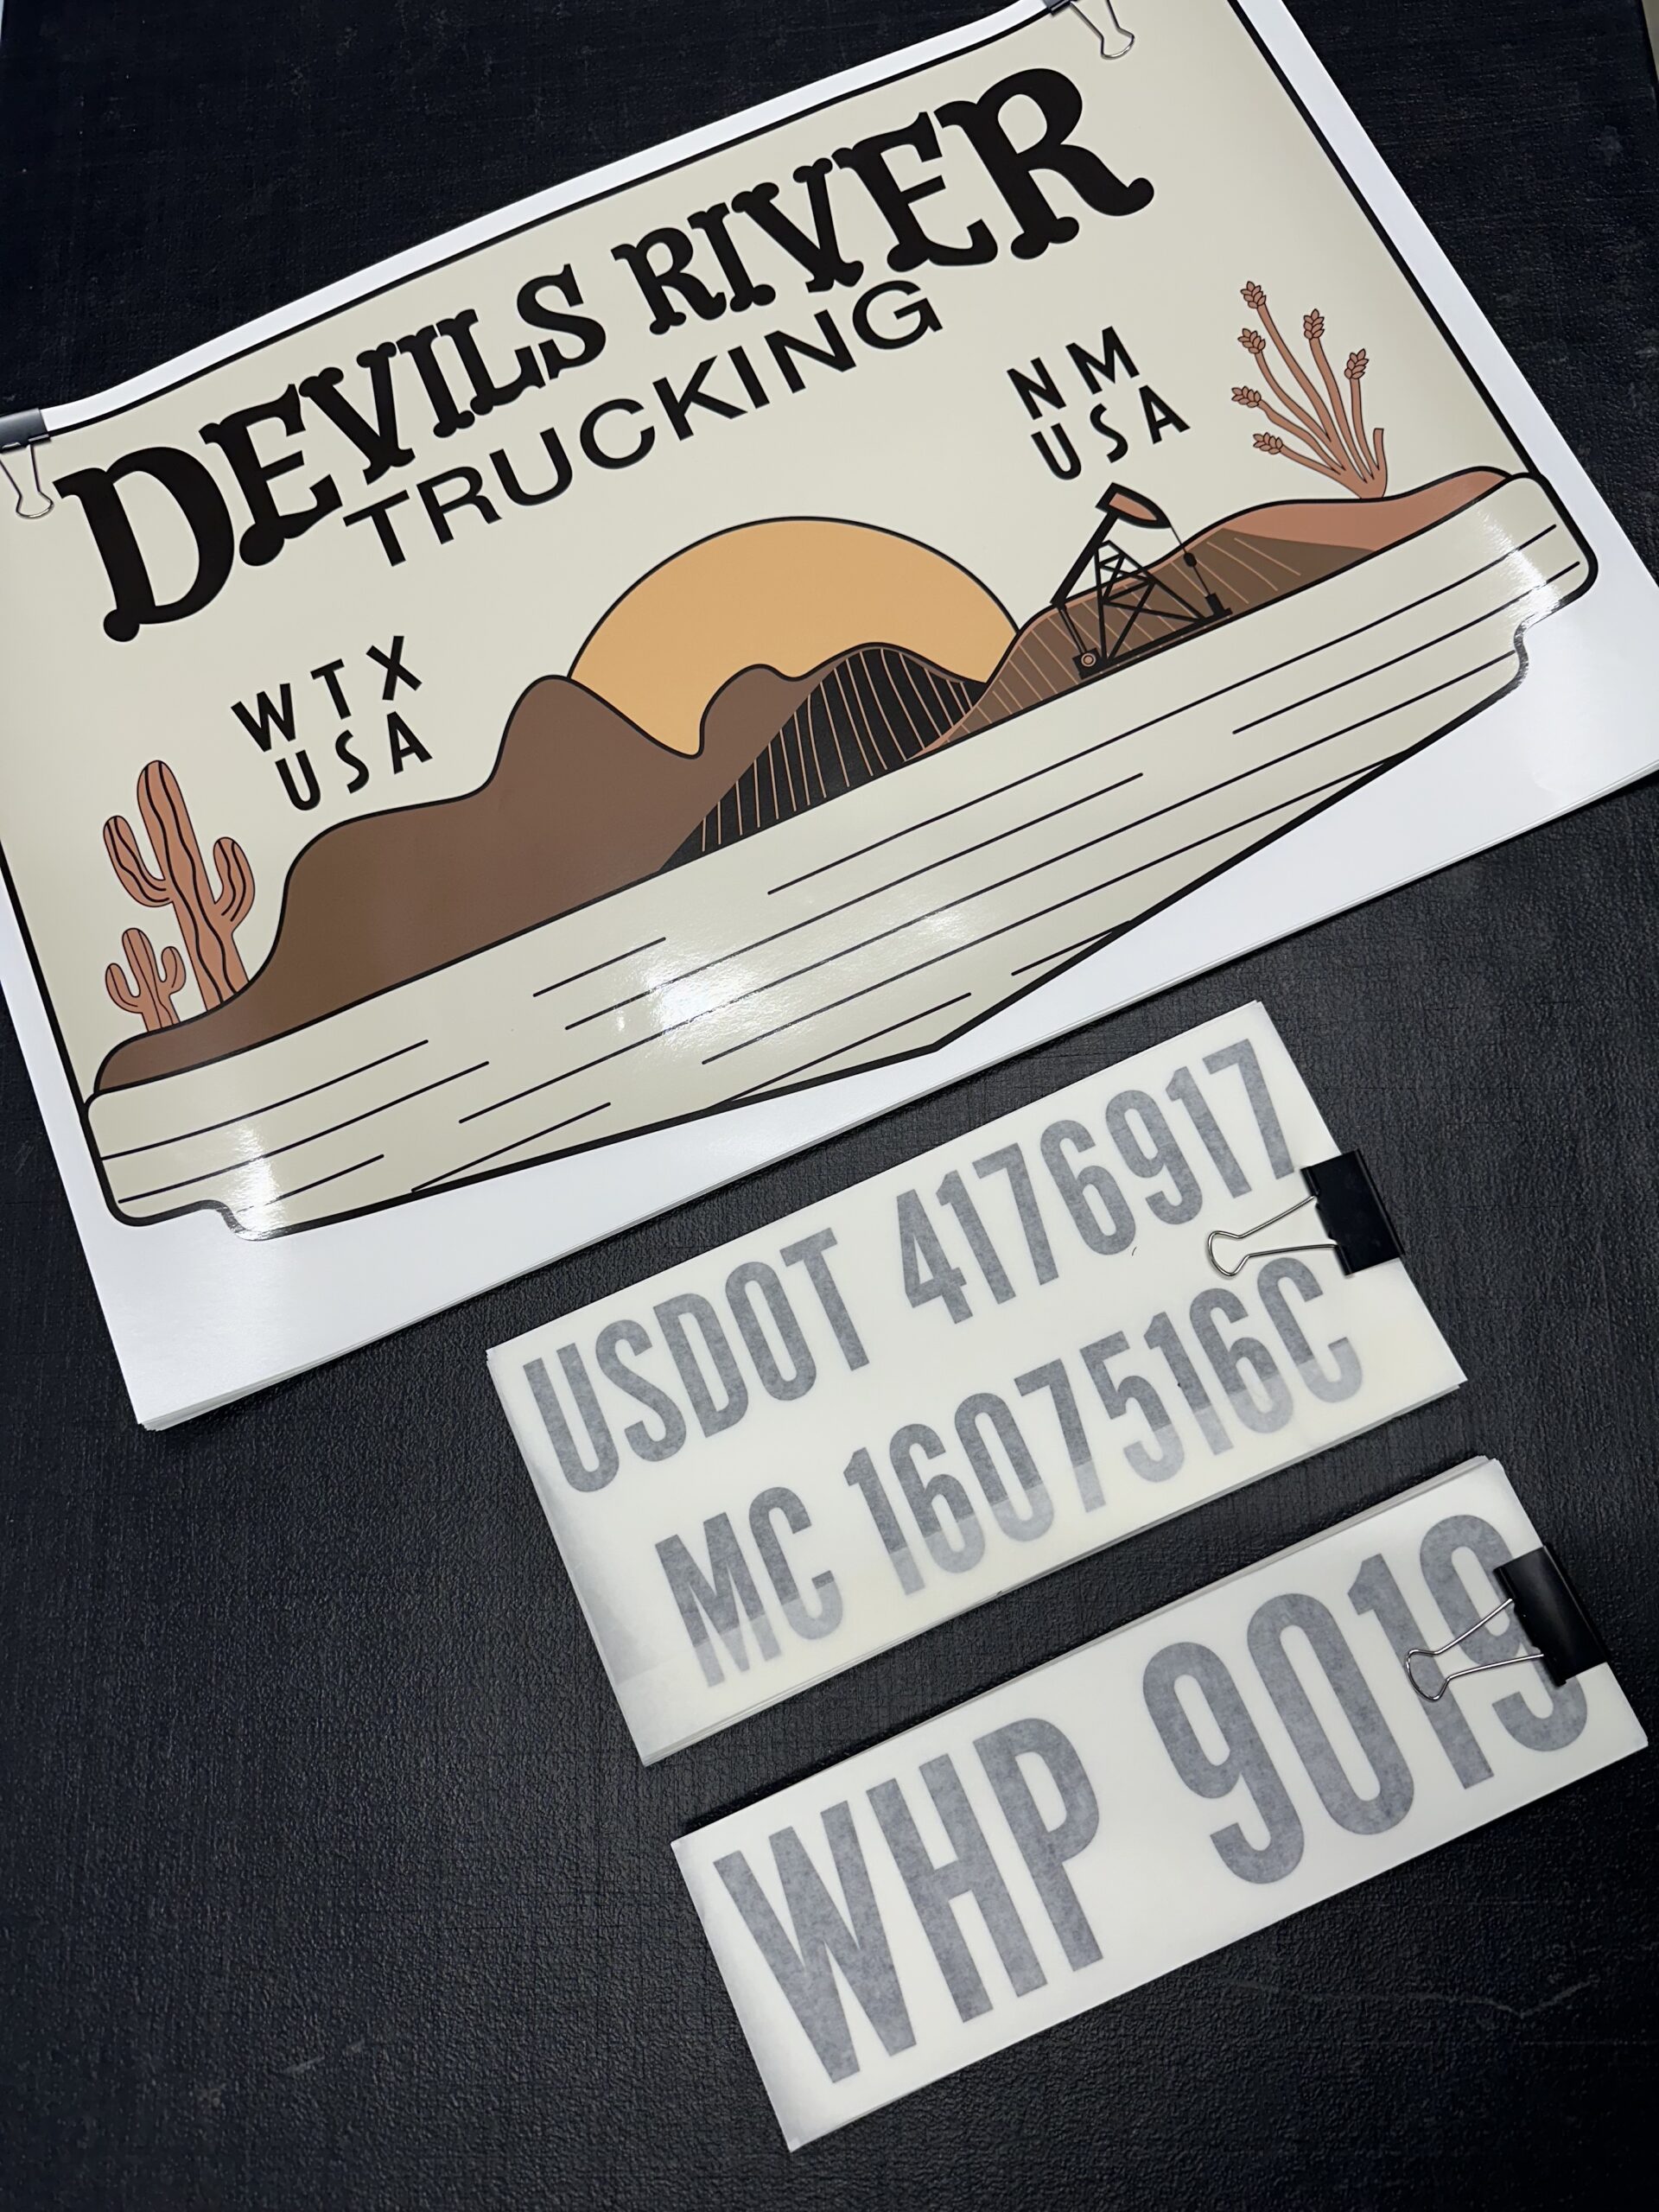 DEVILS RIVER
TRUCKING
WTX
USA
NM
USA
USDOT 4176917
MC 1607516C
WHP 9019